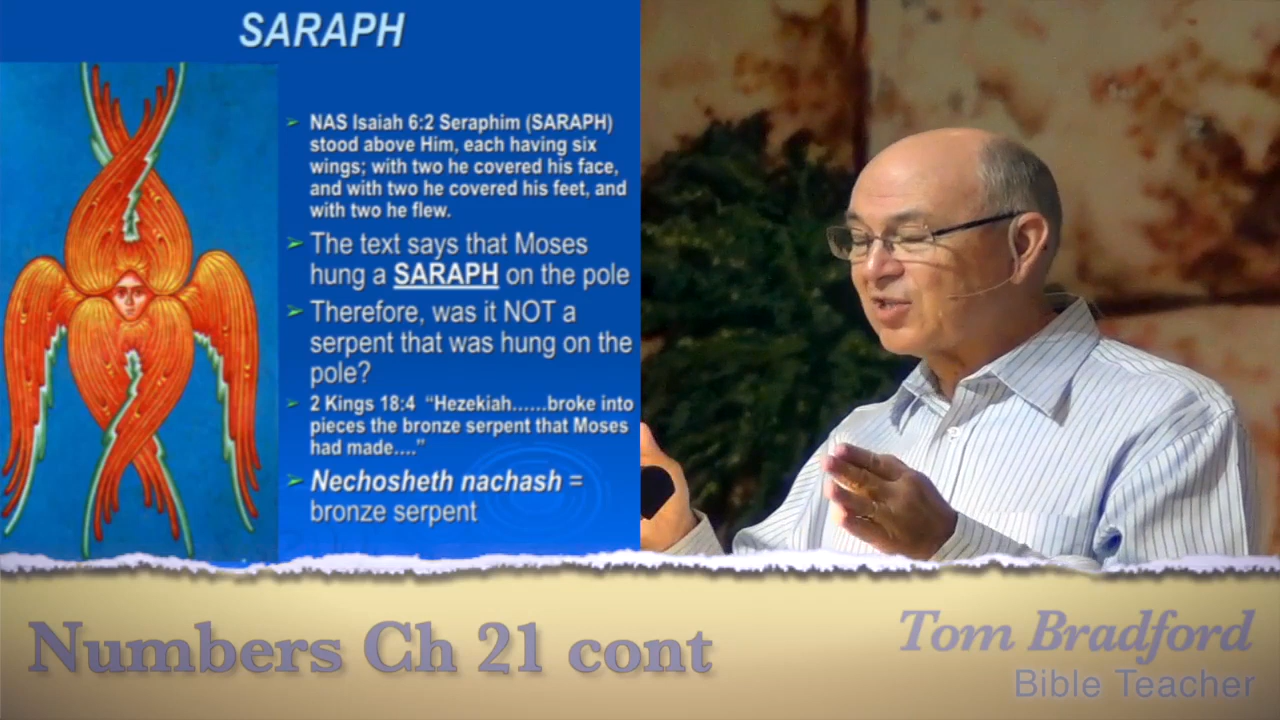 SARAPH
➢ NAS Isaiah 6:2 Seraphim (SARAPH)
stood above Him, each having six
wings; with two he covered his face,
and with two he covered his feet, and
with two he flew.
➢ The text says that Moses
hung a SARAPH on the pole
➢ Therefore, was it NOT a
serpent that was hung on the
pole?
➢ 2 Kings 18:4 “Hezekiah......broke into
pieces the bronze serpent that Moses
had made....”
➢ Nechosheth nachash =
bronze serpent
Numbers Ch 21 cont
Tom Bradford
Bible Teacher